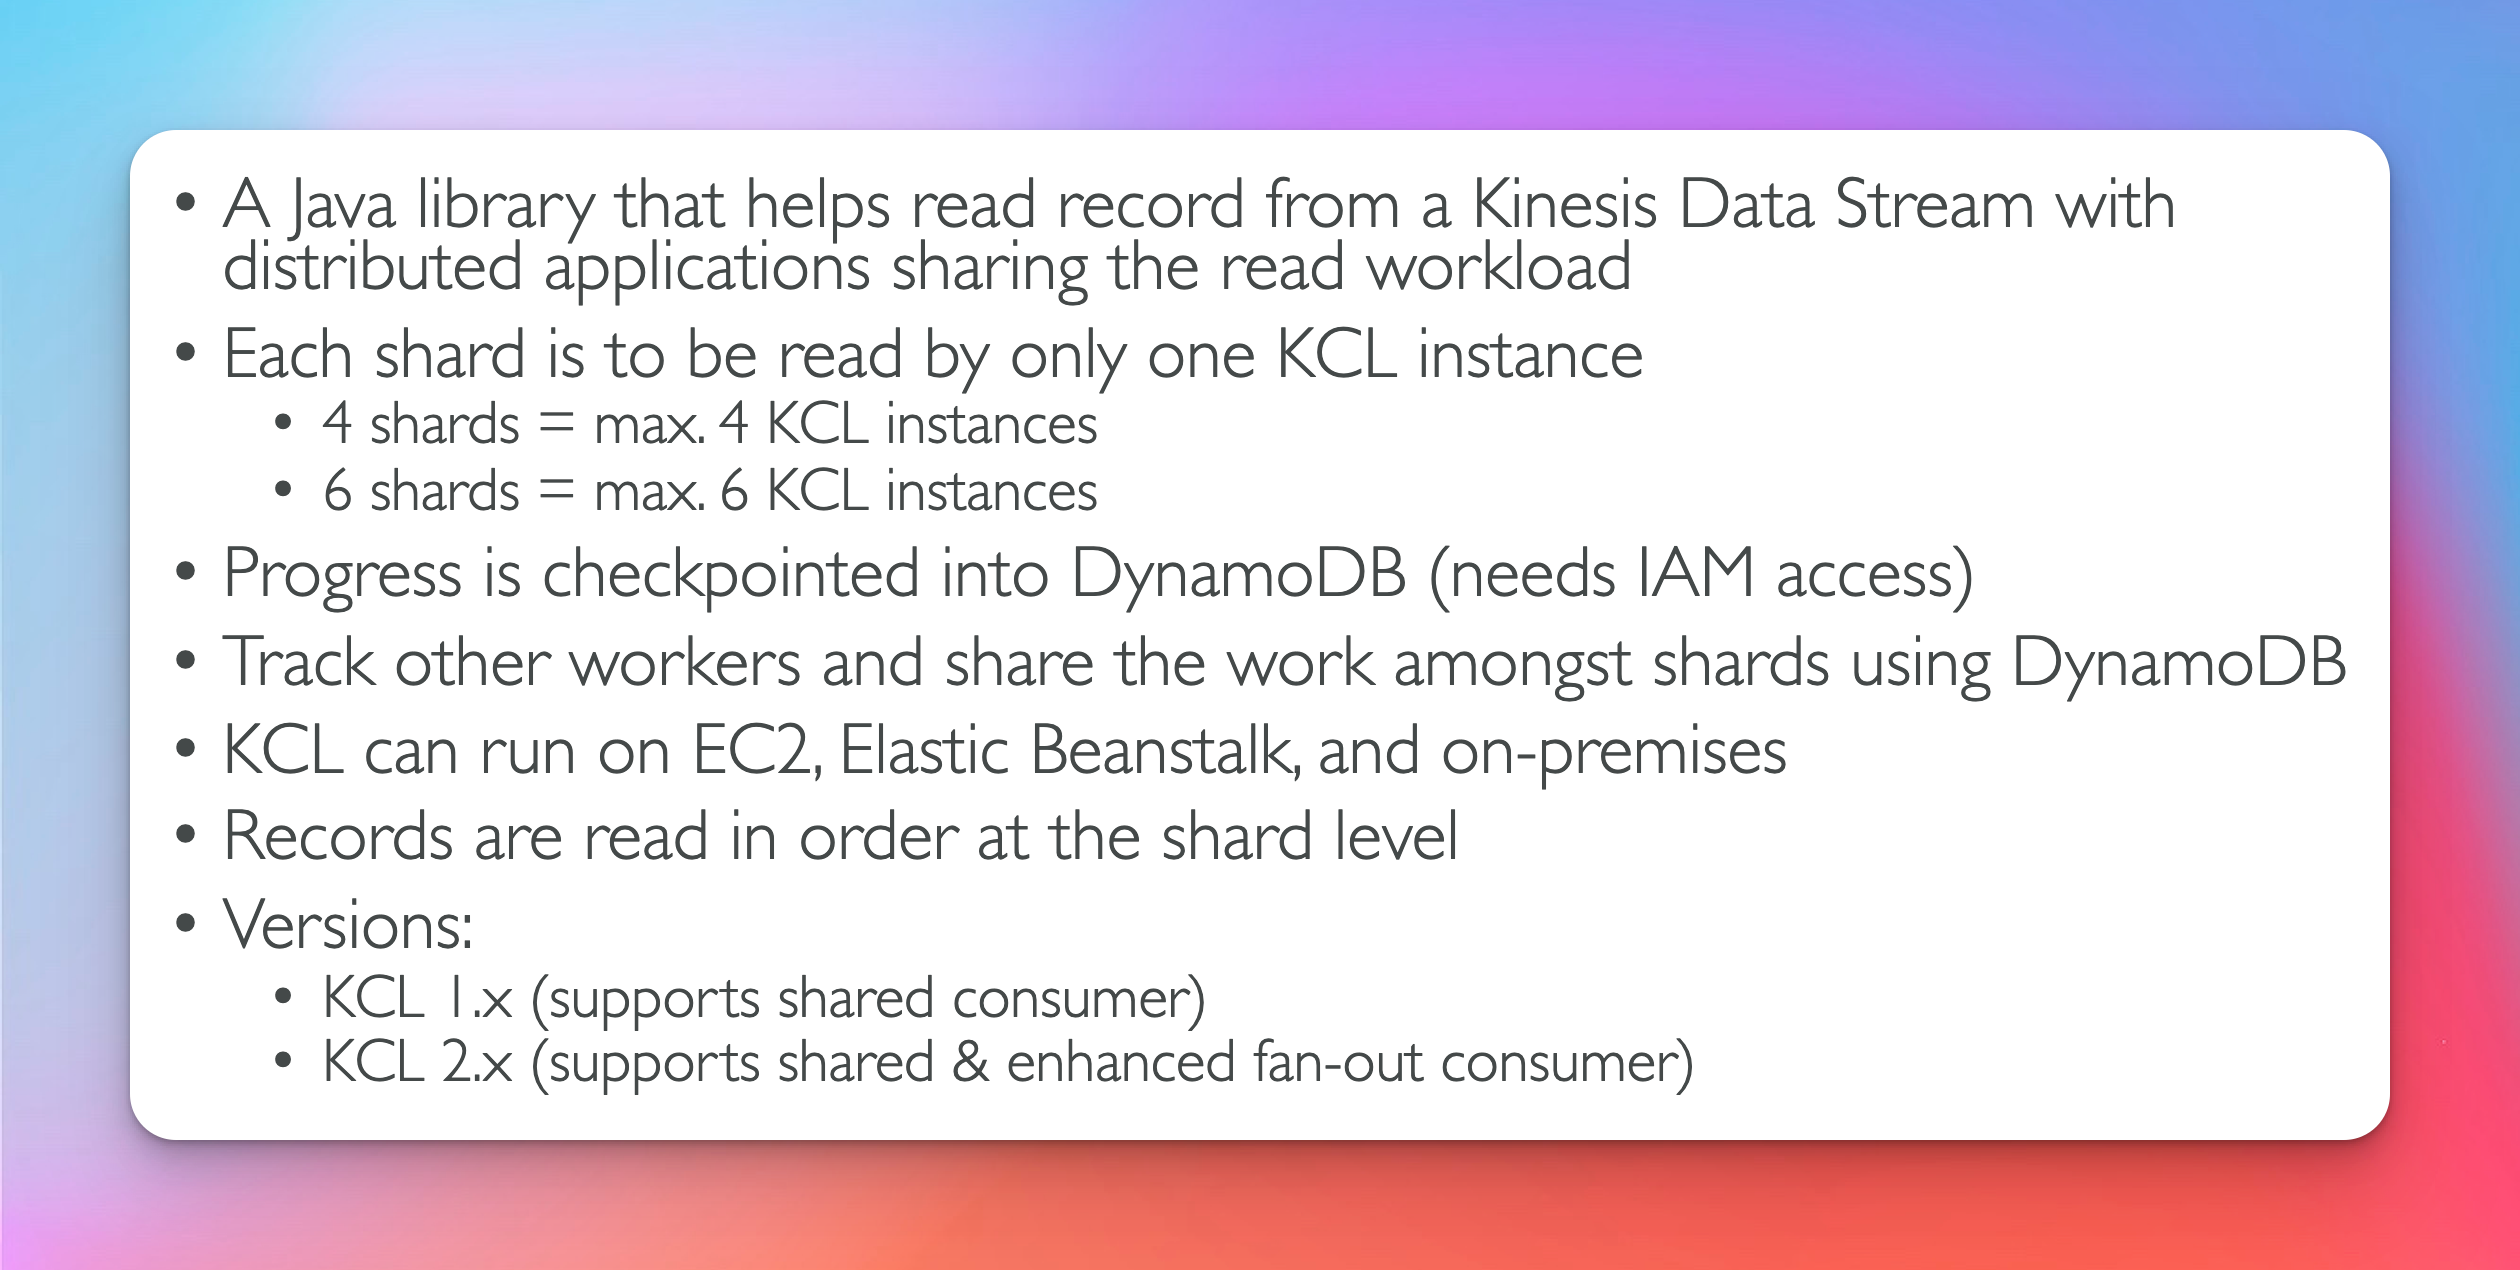 • A Java library that helps read record from a Kinesis Data Stream with
distributed applications sharing the read workload
• Each shard is to be read by only one KCL instance
• 4 shards = max. 4 KCL instances
• 6 shards = max. 6 KCL instances
• Progress is checkpointed into DynamoDB (needs IAM access)
• Track other workers and share the work amongst shards using DynamoDB
• KCL can run on EC2, Elastic Beanstalk, and on-premises
• Records are read in order at the shard level
• Versions:
• KCL 1.x (supports shared consumer)
• KCL 2.x (supports shared & enhanced fan-out consumer)